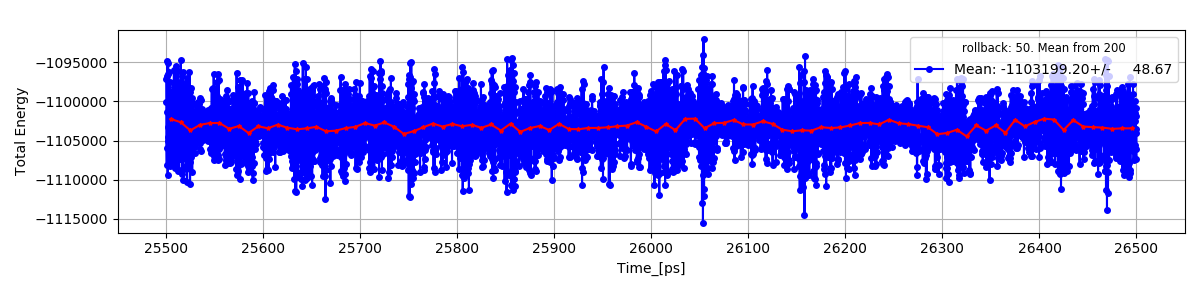 rollback: 50. Mean from 200
Mean: -1103199.20+/-     48.67
Total Energy
−1095000
−1100000
−1105000
−1110000
−1115000
25500 25600 25700 25800 25900 26000 26100 26200 26300 26400 26500
Time_[ps]